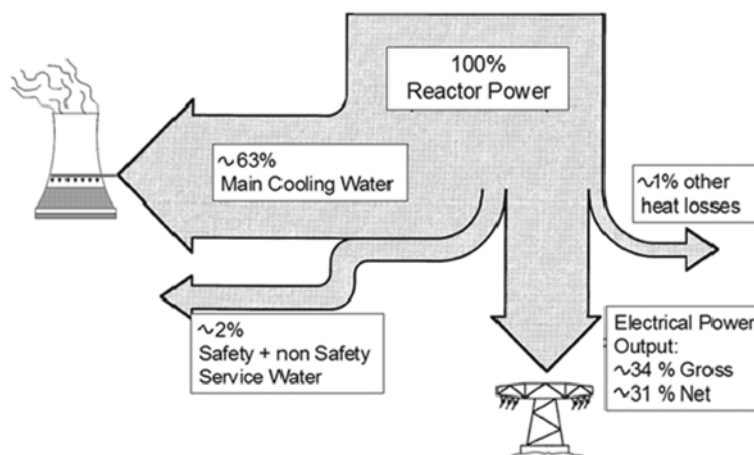 100%
Reactor Power
~63%
Main Cooling Water
~1% other
heat losses
~2%
Safety + non Safety
Service Water
Electrical Power
Output:
~34 % Gross
~31 % Net